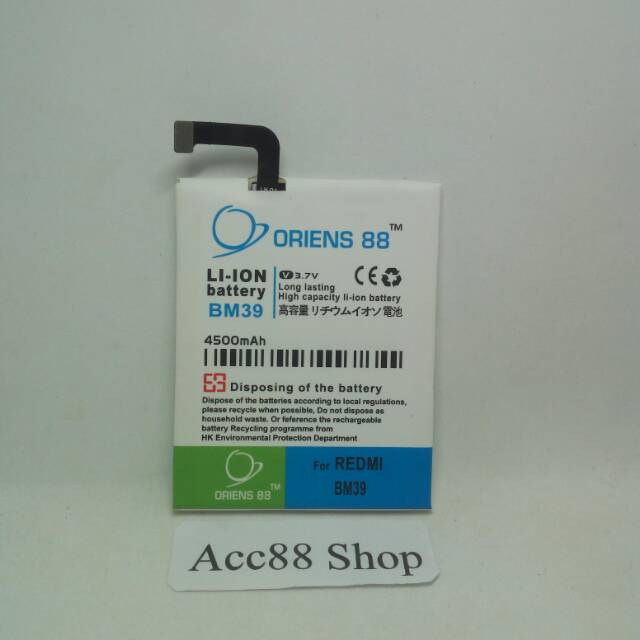 ORIENS 88™
LI-ION
battery
BM39
V 3.7V
Long lasting
High capacity li-ion battery
高容量 リチウムイオソ 電池
4500mAh
Disposing of the battery
Dispose of the batteries according to local regulations,
please recycle when possible, Do not dispose as
household waste. Or reference the rechargeable
battery Recycling programme from
HK Environmental Protection Department
ORIENS 88™
For REDMI
BM39
Acc88 Shop